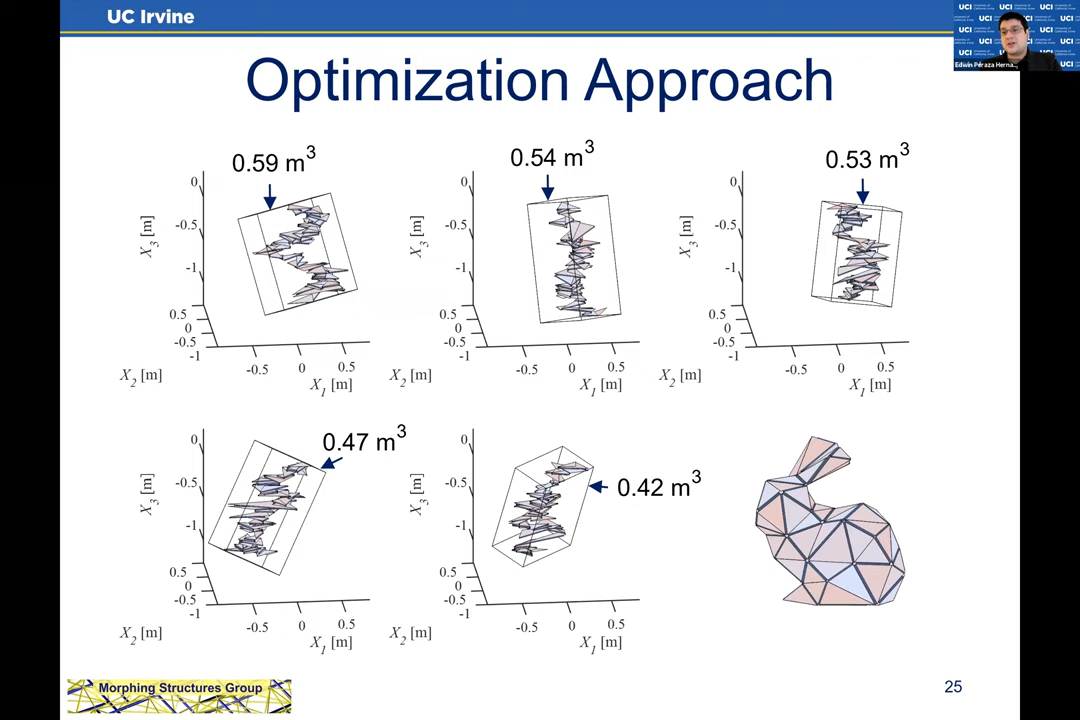 UC Irvine
UCI
Edwin Peraza Herna...
Optimization Approach
0.59 m³
0
-0.5
-1
X₃ [m]
0.5
0
-0.5
-1
X₂ [m]
-0.5 0 0.5
X₁ [m]
0.54 m³
0
-0.5
-1
X₃ [m]
0.5
0
-0.5
-1
X₂ [m]
-0.5 0 0.5
X₁ [m]
0.53 m³
0
-0.5
-1
X₃ [m]
0.5
0
-0.5
-1
X₂ [m]
-0.5 0 0.5
X₁ [m]
0.47 m³
0
-0.5
-1
X₃ [m]
0.5
0
-0.5
-1
X₂ [m]
-0.5 0 0.5
X₁ [m]
0.42 m³
0
-0.5
-1
X₃ [m]
0.5
0
-0.5
-1
X₂ [m]
-0.5 0 0.5
X₁ [m]
Morphing Structures Group
25